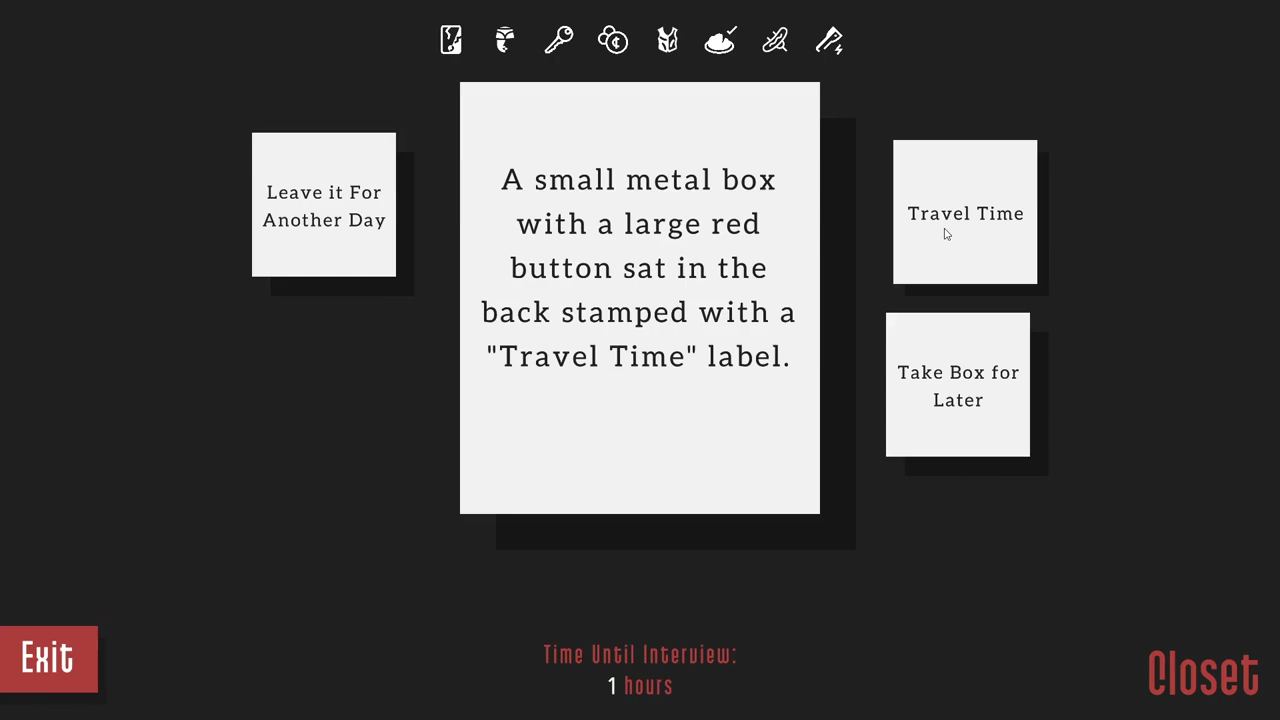 Leave it For
Another Day
A small metal box
with a large red
button sat in the
back stamped with a
"Travel Time" label.
Travel Time
Take Box for
Later
Exit
Time Until Interview:
1 hours
Closet